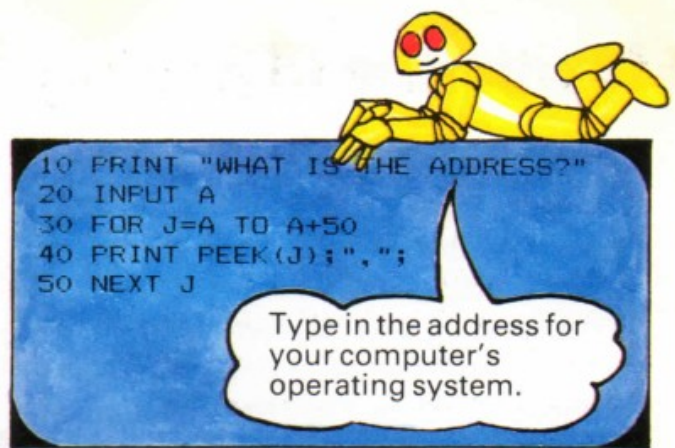 10 PRINT "WHAT IS THE ADDRESS?"
20 INPUT A
30 FOR J=A TO A+50
40 PRINT PEEK(J);",";
50 NEXT J
Type in the address for
your computer's
operating system.